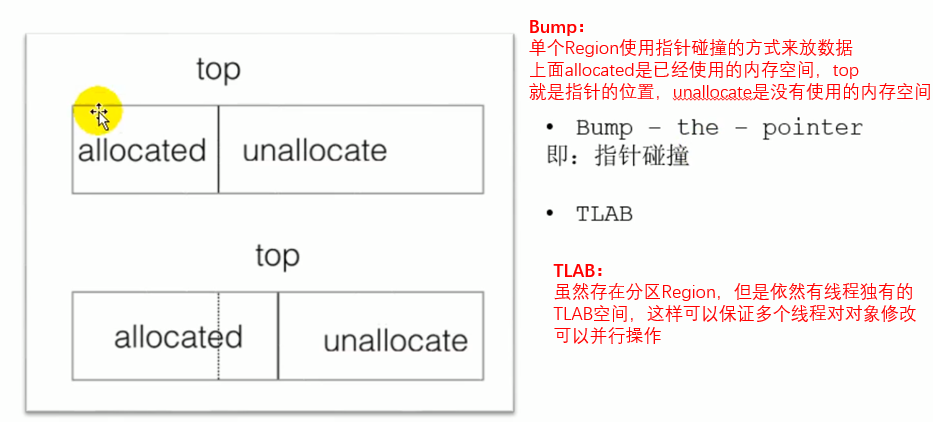 top
allocated
unallocate
top
allocated
unallocate
Bump：
单个Region使用指针碰撞的方式来放数据
上面allocated是已经使用的内存空间，top
就是指针的位置，unallocate是没有使用的内存空间
• Bump – the – pointer
即：指针碰撞
• TLAB
TLAB：
虽然存在分区Region，但是依然有线程独有的
TLAB空间，这样可以保证多个线程对对象修改
可以并行操作